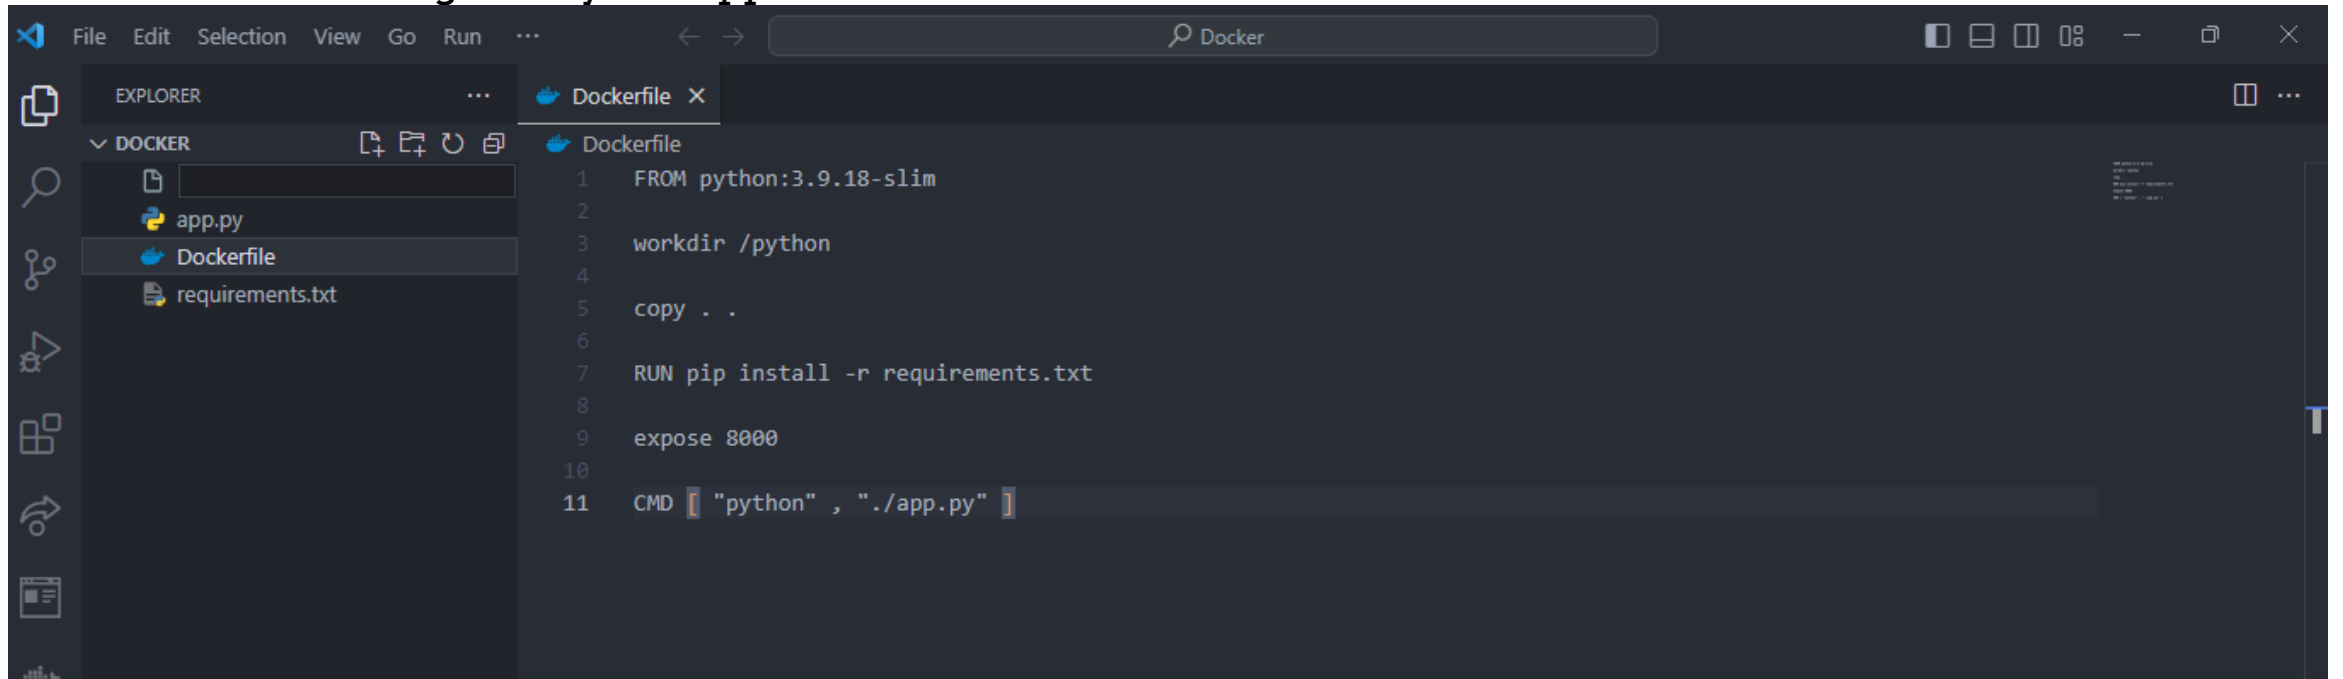 File Edit Selection View Go Run ... Docker
EXPLORER ...
Dockerfile
DOCKER
Dockerfile
app.py
Dockerfile
requirements.txt
1 FROM python:3.9.18-slim
2
3 workdir /python
4
5 copy . .
6
7 RUN pip install -r requirements.txt
8
9 expose 8000
10
11 CMD [ "python" , "./app.py" ]